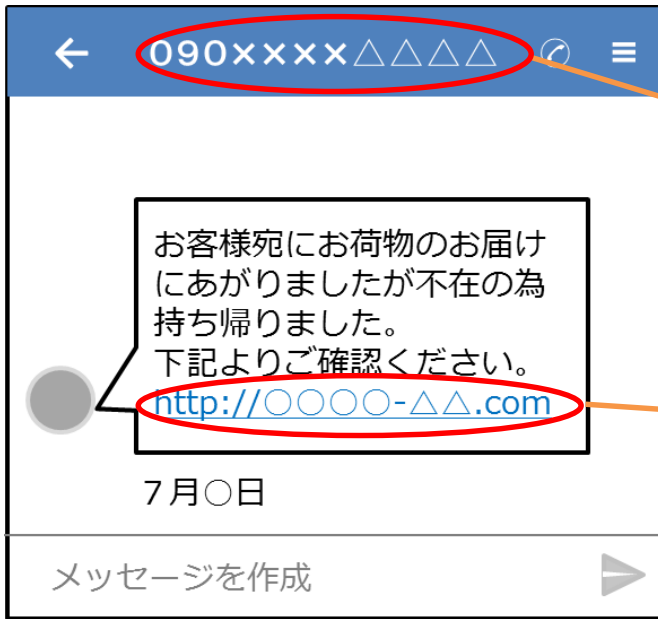 090××××△△△△
お客様宛にお荷物のお届け
にあがりましたが不在の為
持ち帰りました。
下記よりご確認ください。
http://○○○○-△△.com
7月○日
メッセージを作成